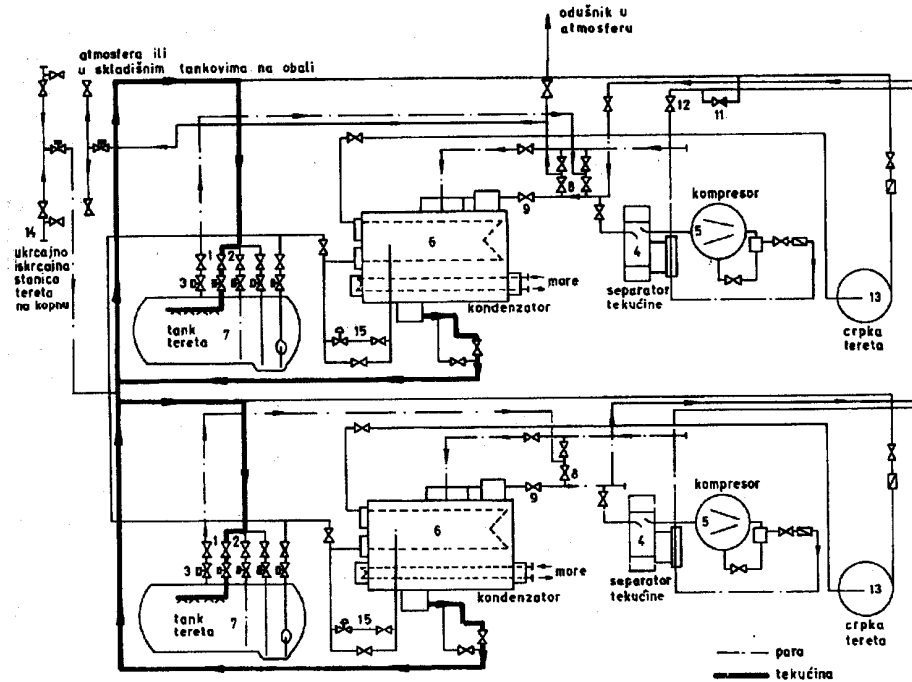 odušnik u
atmosferu
atmosfera ili
u skladišnim tankovima na obali
12
11
14
ukrcajno
iskrcajna
stanica
tereta
na kopnu
1
2
3
8
9
6
kompresor
5
4
separator
tekućine
more
kondenzator
13
crpka
tereta
tank
tereta
7
15
1
2
3
8
9
6
kompresor
5
4
separator
tekućine
more
kondenzator
13
crpka
tereta
tank
tereta
7
15
para
tekućina